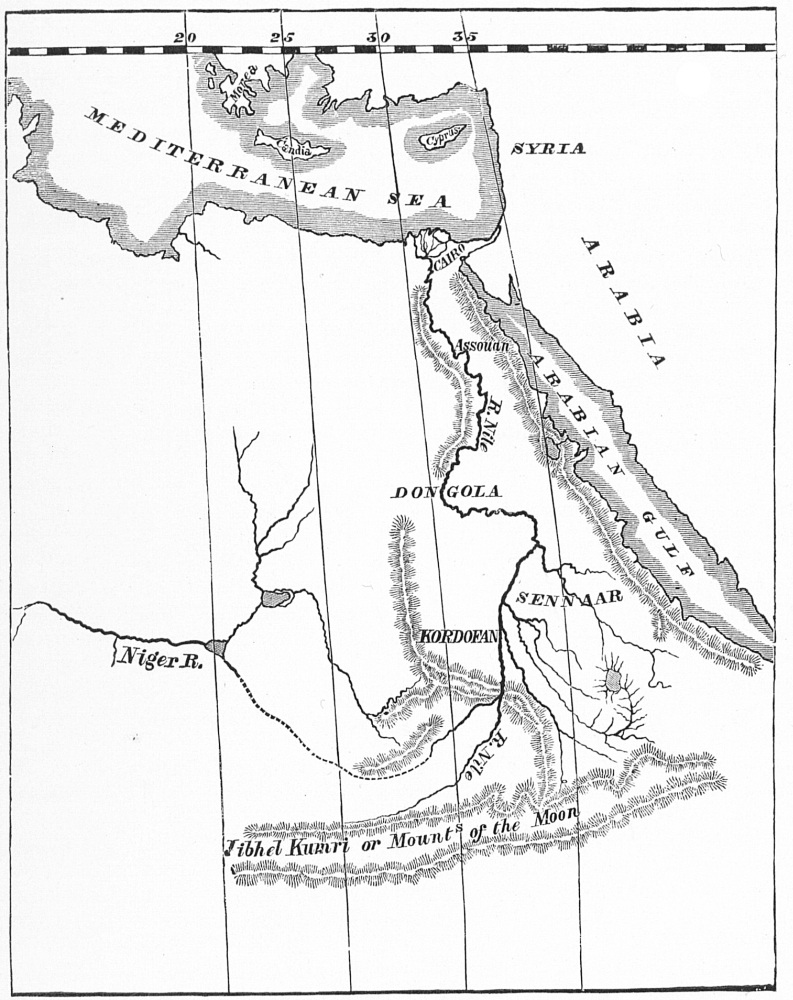 20 25 30 35
Morea
Candia
Cyprus
MEDITERRANEAN SEA
SYRIA
CAIRO
ARABIA
Assouan
ARABIAN GULF
R. Nile
DONGOLA
SENNAAR
KORDOFAN
Niger R.
R. Nile
Jibhel Kumri or Mounts of the Moon